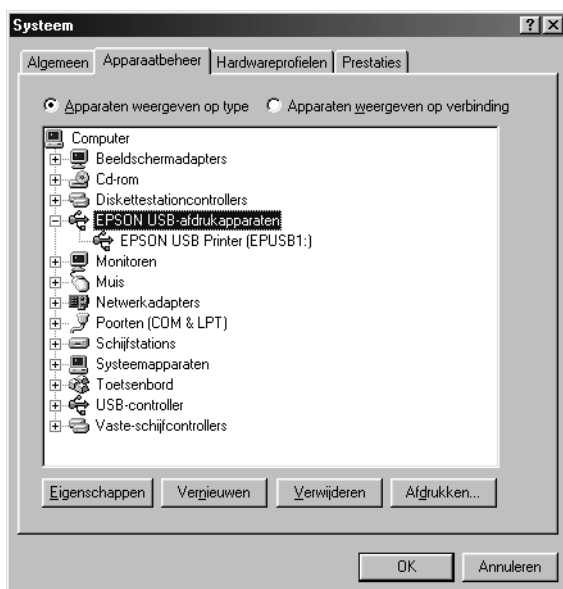 Systeem
Algemeen Apparaatbeheer Hardwareprofielen Prestaties
Apparaten weergeven op type Apparaten weergeven op verbinding
Computer
Beeldschermadapters
Cd-rom
Diskettestationcontrollers
EPSON USB-afdrukapparaten
EPSON USB Printer (EPUSB1:)
Monitoren
Muis
Netwerkadapters
Poorten (COM & LPT)
Schijfstations
Systeemapparaten
Toetsenbord
USB-controller
Vaste-schijfcontrollers
Eigenschappen Vernieuwen Verwijderen Afdrukken...
OK Annuleren